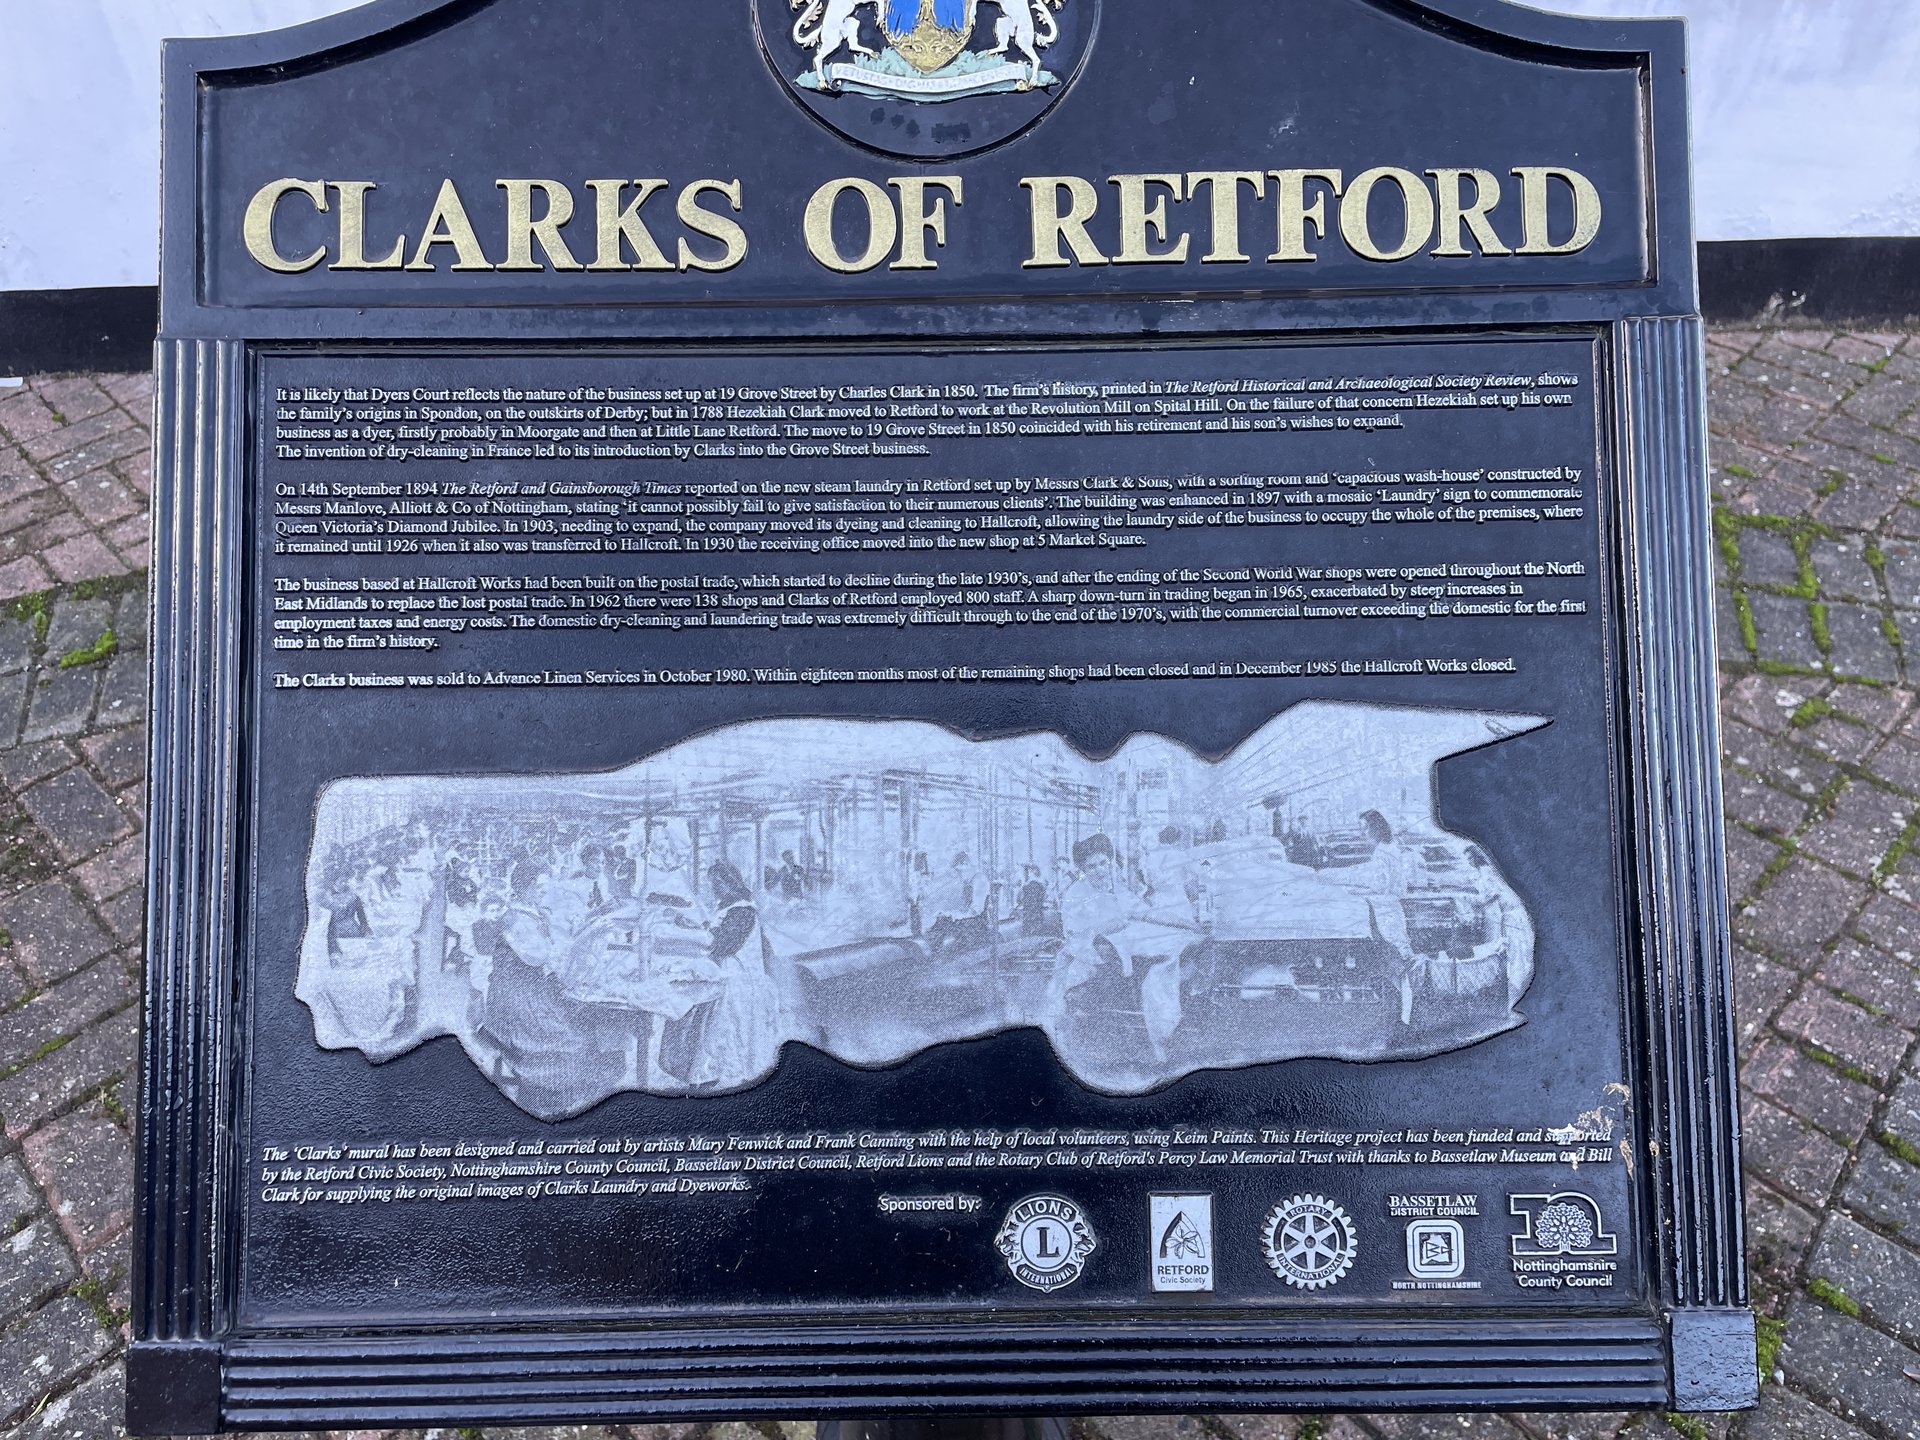 CLARKS OF RETFORD
It is likely that Dyers Court reflects the nature of the business set up at 19 Grove Street by Charles Clark in 1850. The firm's history, printed in The Retford Historical and Archaeological Society Review, shows
the family's origins in Spondon, on the outskirts of Derby; but in 1788 Hezekiah Clark moved to Retford to work at the Revolution Mill on Spital Hill. On the failure of that concern Hezekiah set up his own
business as a dyer, firstly probably in Moorgate and then at Little Lane Retford. The move to 19 Grove Street in 1850 coincided with his retirement and his son's wishes to expand.
The invention of dry-cleaning in France led to its introduction by Clarks into the Grove Street business.
On 14th September 1894 The Retford and Gainsborough Times reported on the new steam laundry in Retford set up by Messrs Clark & Sons, with a sorting room and 'capacious wash-house' constructed by
Messrs Manlove, Alliott & Co of Nottingham, stating 'it cannot possibly fail to give satisfaction to their numerous clients'. The building was enhanced in 1897 with a mosaic 'Laundry' sign to commemorate
Queen Victoria's Diamond Jubilee. In 1903, needing to expand, the company moved its dyeing and cleaning to Hallcroft, allowing the laundry side of the business to occupy the whole of the premises, where
it remained until 1926 when it also was transferred to Hallcroft. In 1930 the receiving office moved into the new shop at 5 Market Square.
The business based at Hallcroft Works had been built on the postal trade, which started to decline during the late 1930's, and after the ending of the Second World War shops were opened throughout the North
East Midlands to replace the lost postal trade. In 1962 there were 138 shops and Clarks of Retford employed 800 staff. A sharp down-turn in trading began in 1965, exacerbated by steep increases in
employment taxes and energy costs. The domestic dry-cleaning and laundering trade was extremely difficult through to the end of the 1970's, with the commercial turnover exceeding the domestic for the first
time in the firm's history.
The Clarks business was sold to Advance Linen Services in October 1980. Within eighteen months most of the remaining shops had been closed and in December 1985 the Hallcroft Works closed.
The 'Clarks' mural has been designed and carried out by artists Mary Fenwick and Frank Canning with the help of local volunteers, using Keim Paints. This Heritage project has been funded and supported
by the Retford Civic Society, Nottinghamshire County Council, Bassetlaw District Council, Retford Lions and the Rotary Club of Retford's Percy Law Memorial Trust with thanks to Bassetlaw Museum and Bill
Clark for supplying the original images of Clarks Laundry and Dyeworks.
Sponsored by:
LIONS
L
INTERNATIONAL
RETFORD
Civic Society
ROTARY
INTERNATIONAL
BASSETLAW
DISTRICT COUNCIL
NORTH NOTTINGHAMSHIRE
Nottinghamshire
County Council